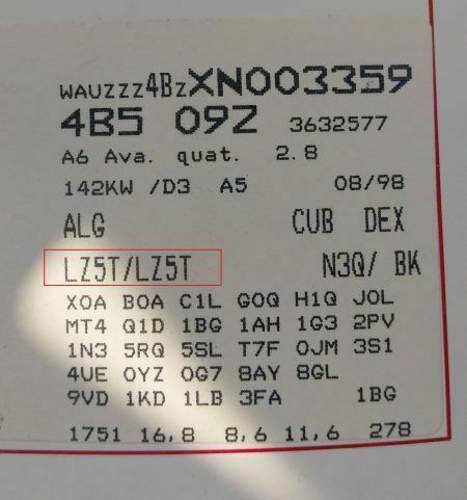 WAUZZZ4BZXN003359
4B5 09Z 3632577
A6 Ava. quat. 2.8
142KW /D3 A5 08/98
ALG CUB DEX
LZ5T/LZ5T N3Q/ BK
X0A B0A C1L G0Q H1Q J0L
MT4 Q1D 1BG 1AH 1G3 2PV
1N3 5RQ 5SL T7F 0JM 3S1
4UE 0YZ 0G7 8AY 8GL
9VD 1KD 1LB 3FA 1BG
1751 16,8 8,6 11,6 278